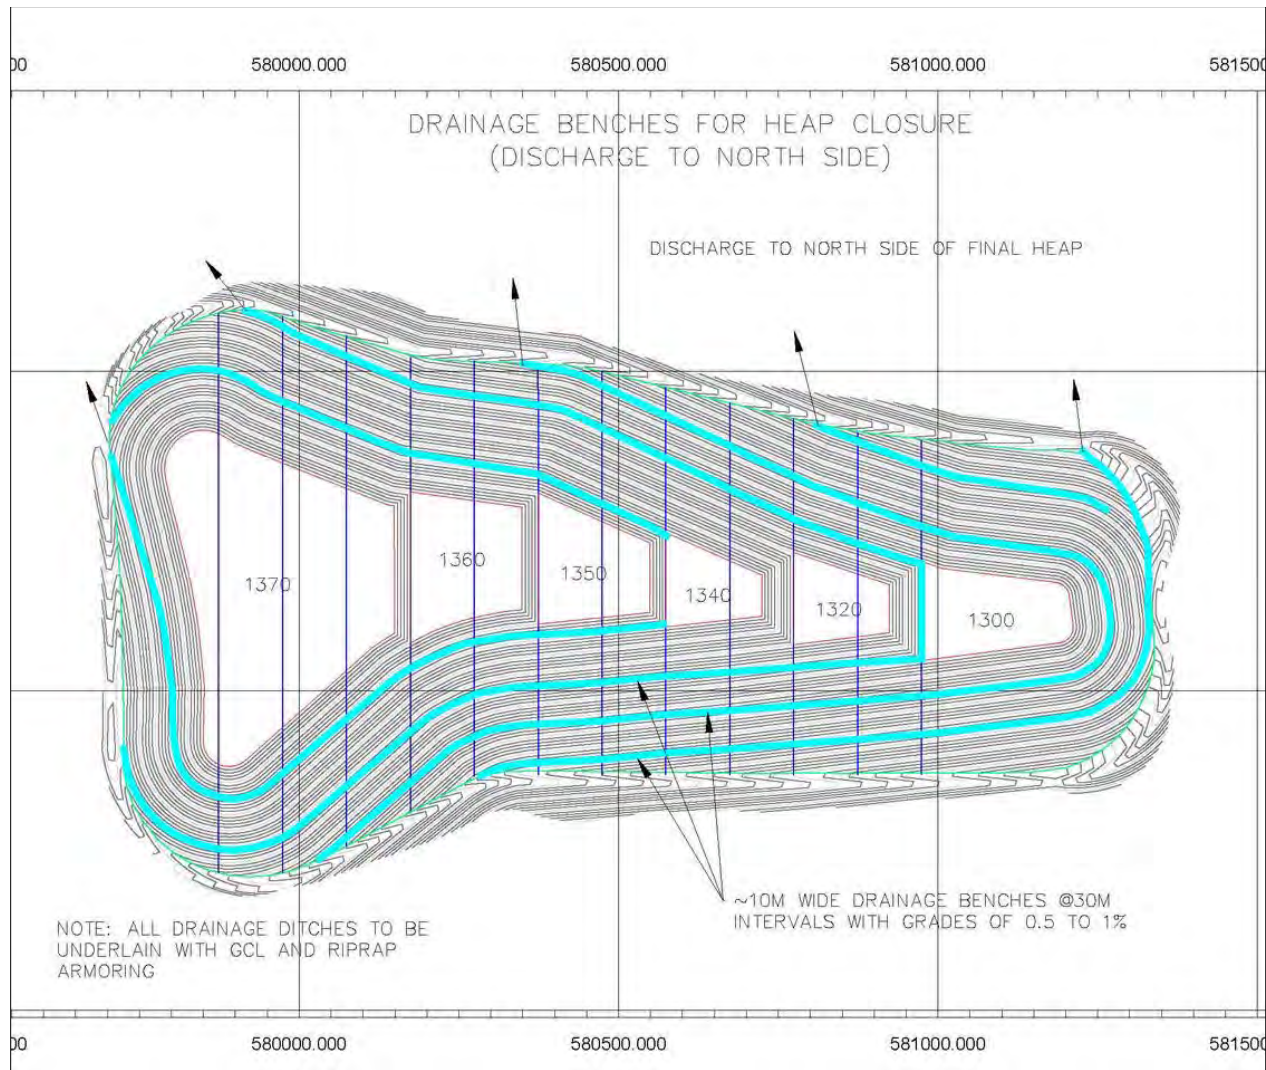 00 580000.000 580500.000 581000.000 58150
DRAINAGE BENCHES FOR HEAP CLOSURE
(DISCHARGE TO NORTH SIDE)
DISCHARGE TO NORTH SIDE OF FINAL HEAP
1370
1360
1350
1340
1320
1300
~10M WIDE DRAINAGE BENCHES @30M
INTERVALS WITH GRADES OF 0.5 TO 1%
NOTE: ALL DRAINAGE DITCHES TO BE
UNDERLAIN WITH GCL AND RIPRAP
ARMORING
00 580000.000 580500.000 581000.000 58150